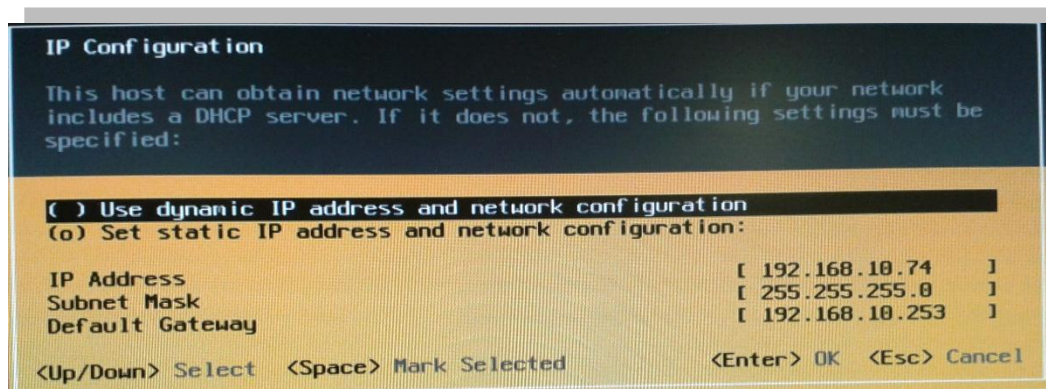 IP Configuration
This host can obtain network settings automatically if your network
includes a DHCP server. If it does not, the following settings must be
specified:
( ) Use dynamic IP address and network configuration
(o) Set static IP address and network configuration:
IP Address [ 192.168.10.74 ]
Subnet Mask [ 255.255.255.0 ]
Default Gateway [ 192.168.10.253 ]
<Up/Down> Select <Space> Mark Selected <Enter> OK <Esc> Cancel